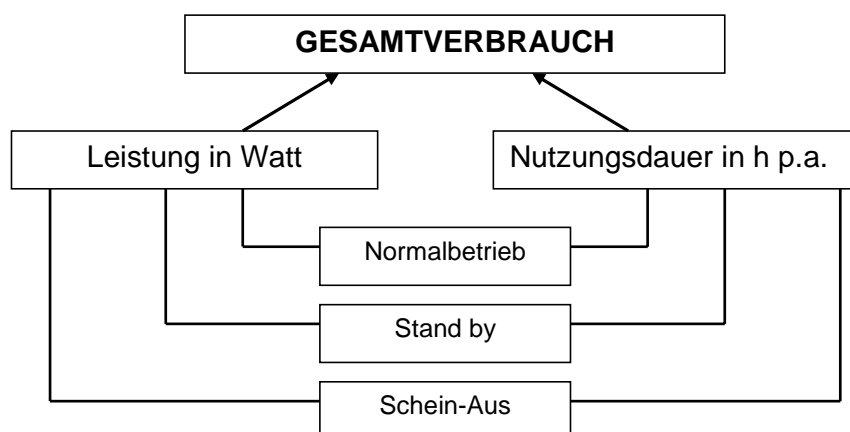 GESAMTVERBRAUCH
Leistung in Watt
Nutzungsdauer in h p.a.
Normalbetrieb
Stand by
Schein-Aus